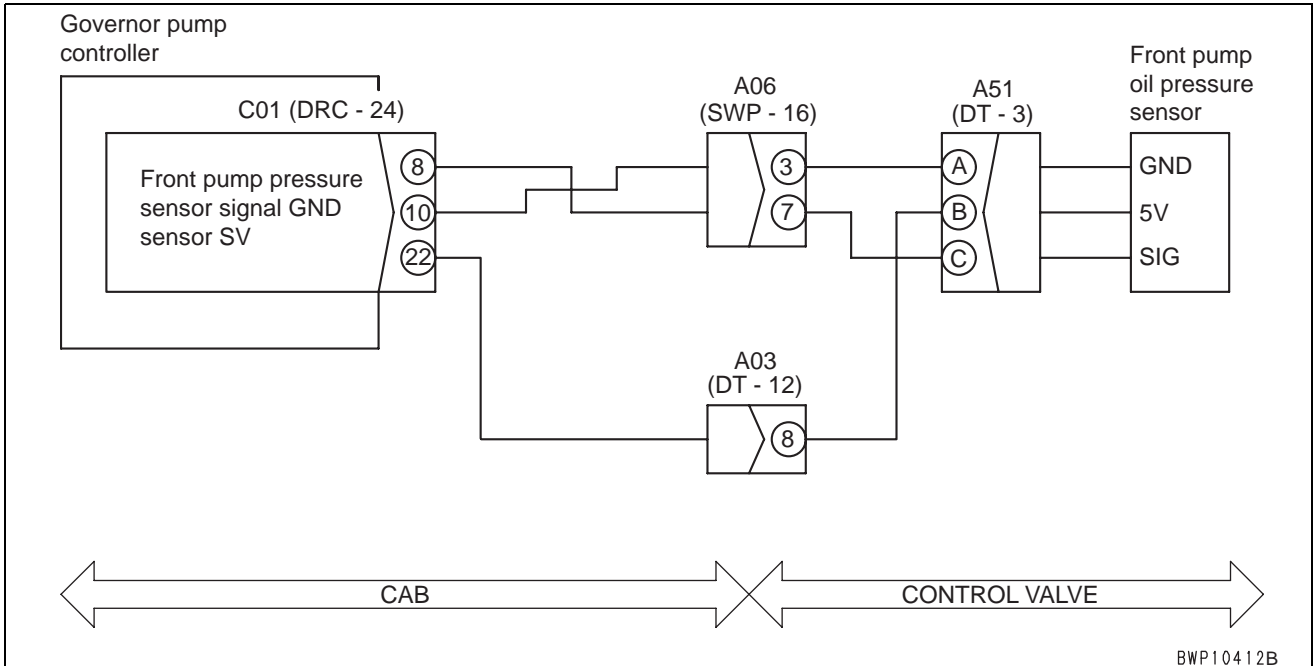 Governor pump
controller
C01 (DRC - 24)
Front pump pressure
sensor signal GND
sensor SV
8
10
22
A06
(SWP - 16)
3
7
A03
(DT - 12)
8
A51
(DT - 3)
A
B
C
Front pump
oil pressure
sensor
GND
5V
SIG
CAB
CONTROL VALVE
BWP10412B